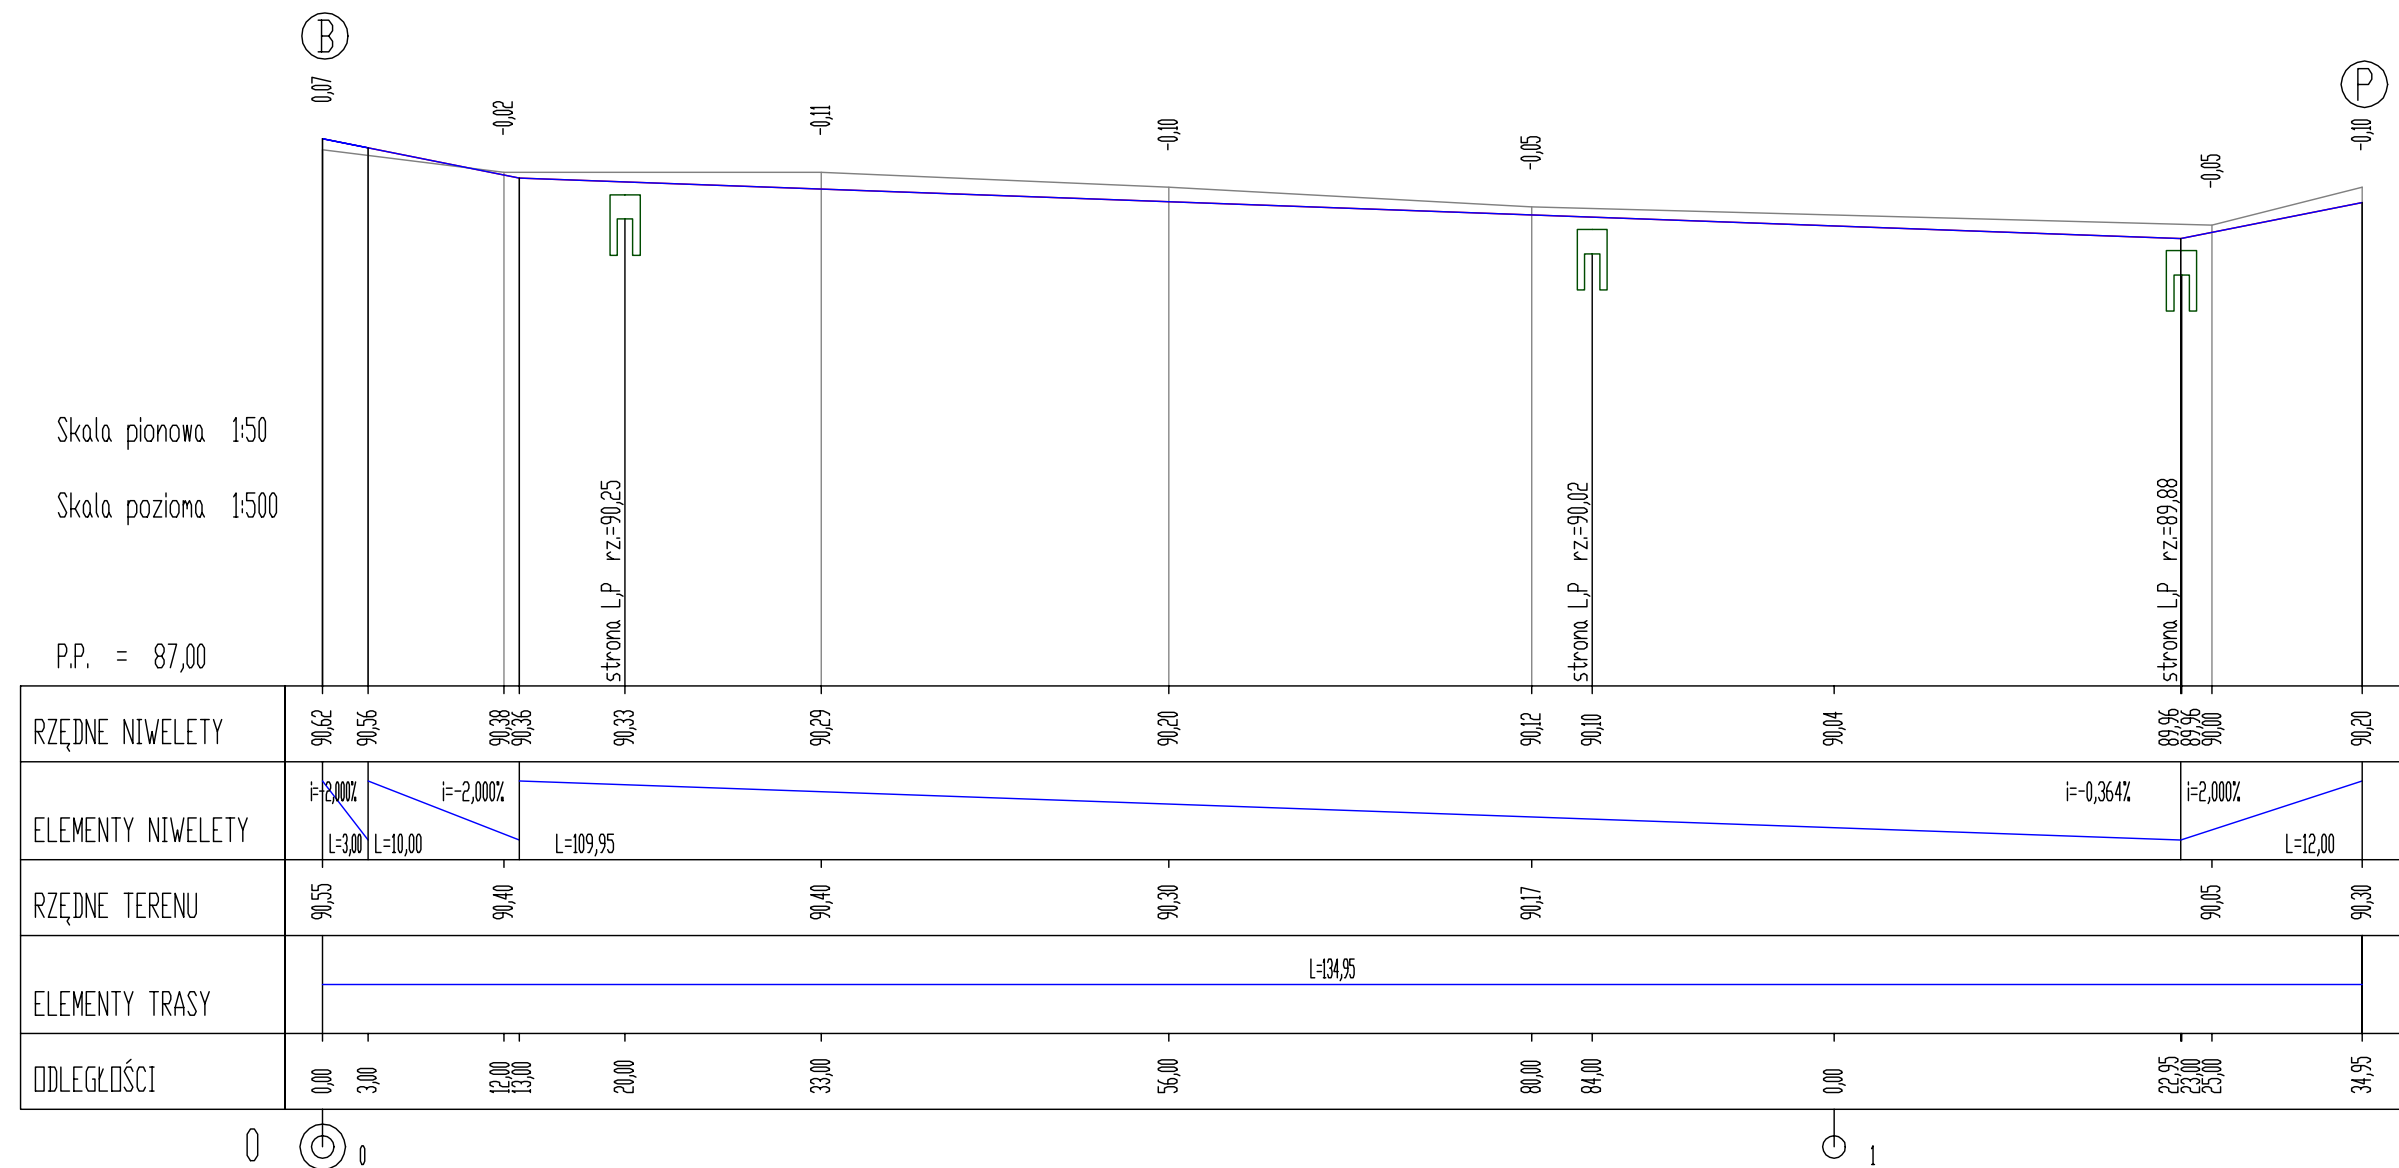 B
P
0,07
-0,02
-0,11
-0,10
-0,05
-0,05
-0,10
Skala pionowa 1:50
Skala pozioma 1:500
P.P. = 87,00
strona L,P rz.=90,25
strona L,P rz.=90,02
strona L,P rz.=89,88
RZĘDNE NIWELETY
90,62 90,56 90,38 90,36 90,33 90,29 90,20 90,12 90,10 90,04 89,96 89,96 90,00 90,20
ELEMENTY NIWELETY
i=-2,000% i=-2,000% i=-0,364% i=2,000%
L=3,00 L=10,00 L=109,95 L=12,00
RZĘDNE TERENU
90,55 90,40 90,40 90,30 90,17 90,05 90,30
ELEMENTY TRASY
L=134,95
ODLEGŁOŚCI
0,00 3,00 12,00 13,00 20,00 33,00 56,00 80,00 84,00 0,00 22,95 23,00 25,00 34,95
0 0 1